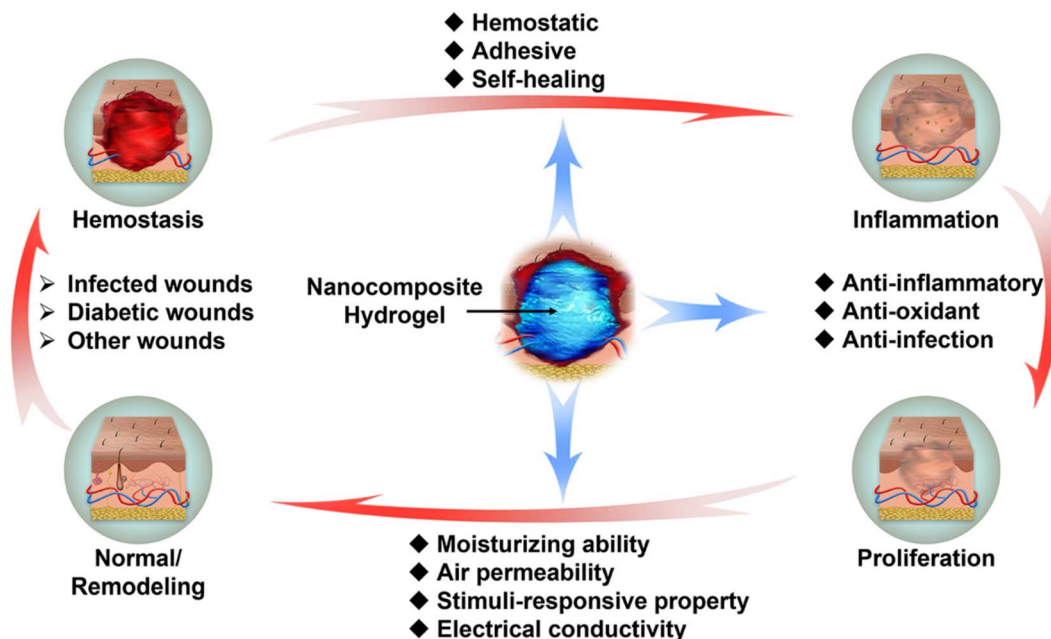 ◆ Hemostatic
◆ Adhesive
◆ Self-healing
Hemostasis
Inflammation
➢ Infected wounds
➢ Diabetic wounds
➢ Other wounds
Nanocomposite
Hydrogel
◆ Anti-inflammatory
◆ Anti-oxidant
◆ Anti-infection
Normal/
Remodeling
Proliferation
◆ Moisturizing ability
◆ Air permeability
◆ Stimuli-responsive property
◆ Electrical conductivity